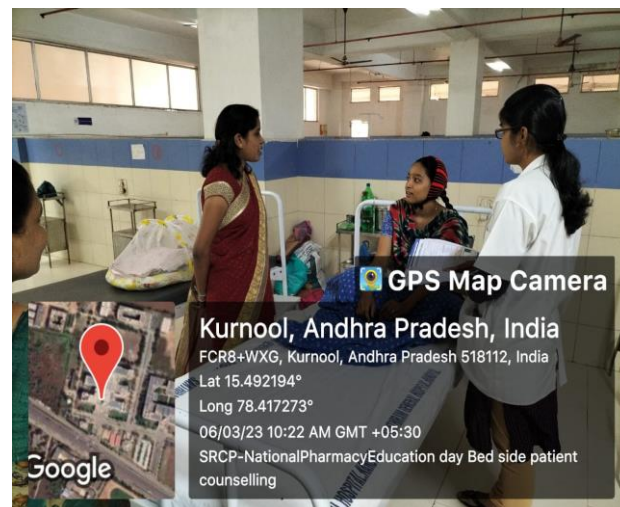 GPS Map Camera
Kurnool, Andhra Pradesh, India
FCR8+WXG, Kurnool, Andhra Pradesh 518112, India
Lat 15.492194°
Long 78.417273°
06/03/23 10:22 AM GMT +05:30
SRCP-NationalPharmacyEducation day Bed side patient
counselling
Google